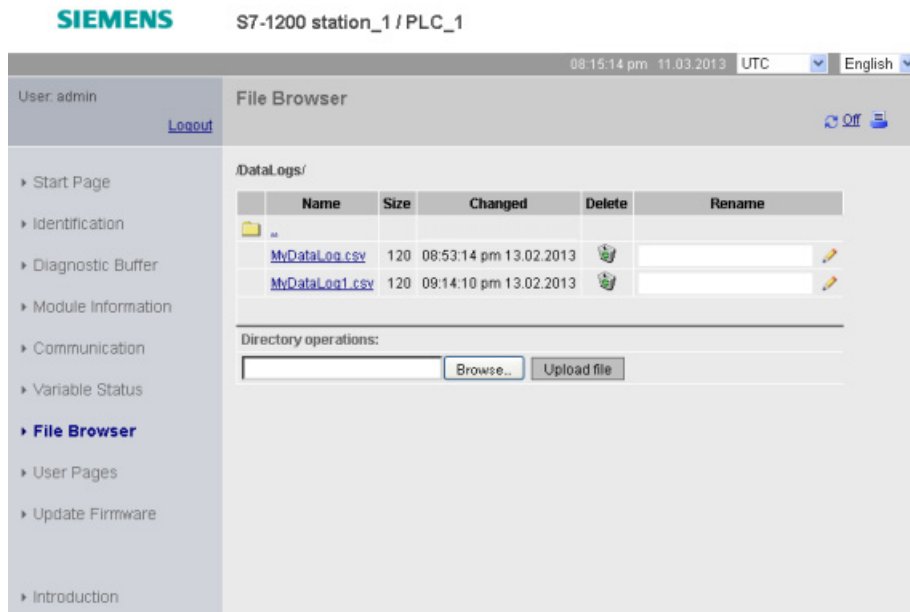 SIEMENS S7-1200 station_1 / PLC_1
08:15:14 pm 11.03.2013 UTC English
User: admin
Logout
File Browser
Off
Start Page
Identification
Diagnostic Buffer
Module Information
Communication
Variable Status
File Browser
User Pages
Update Firmware
Introduction
/DataLogs/
Name Size Changed Delete Rename
..
MyDataLog.csv 120 08:53:14 pm 13.02.2013
MyDataLog1.csv 120 09:14:10 pm 13.02.2013
Directory operations:
Browse... Upload file